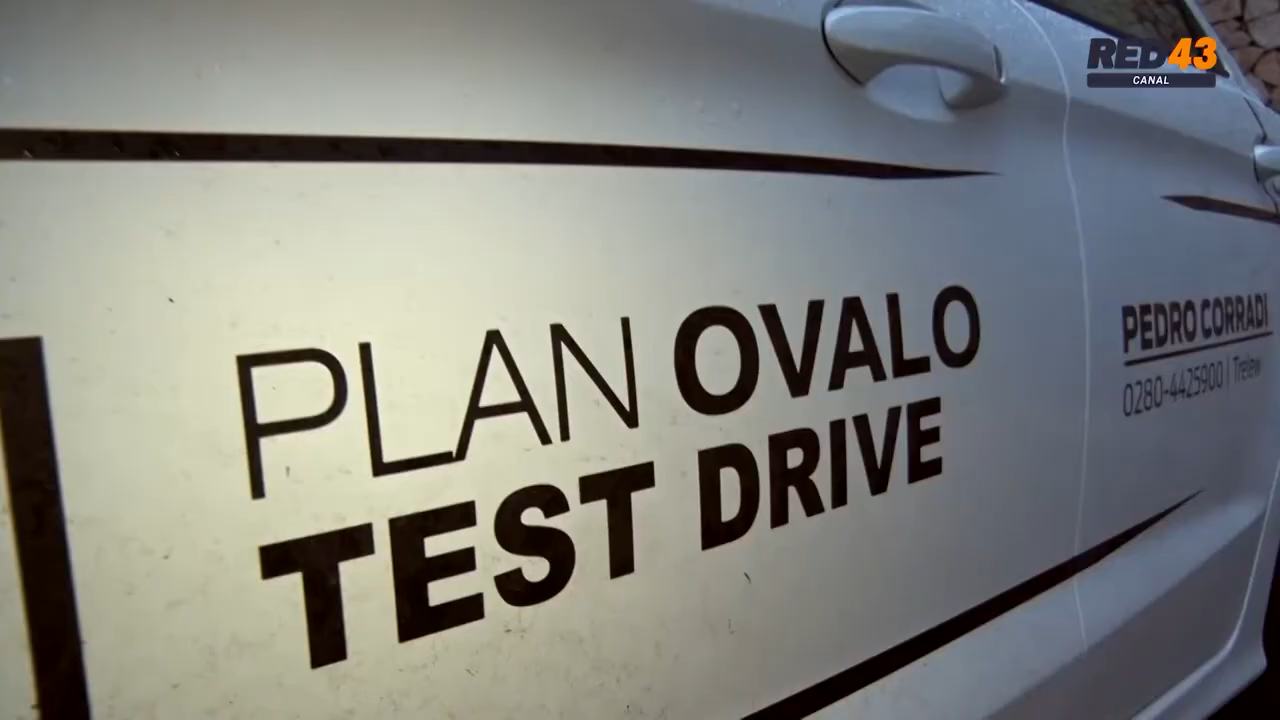 RED43
CANAL
PLAN OVALO
TEST DRIVE
PEDRO CORRADI
0280-4425900 | Trelew